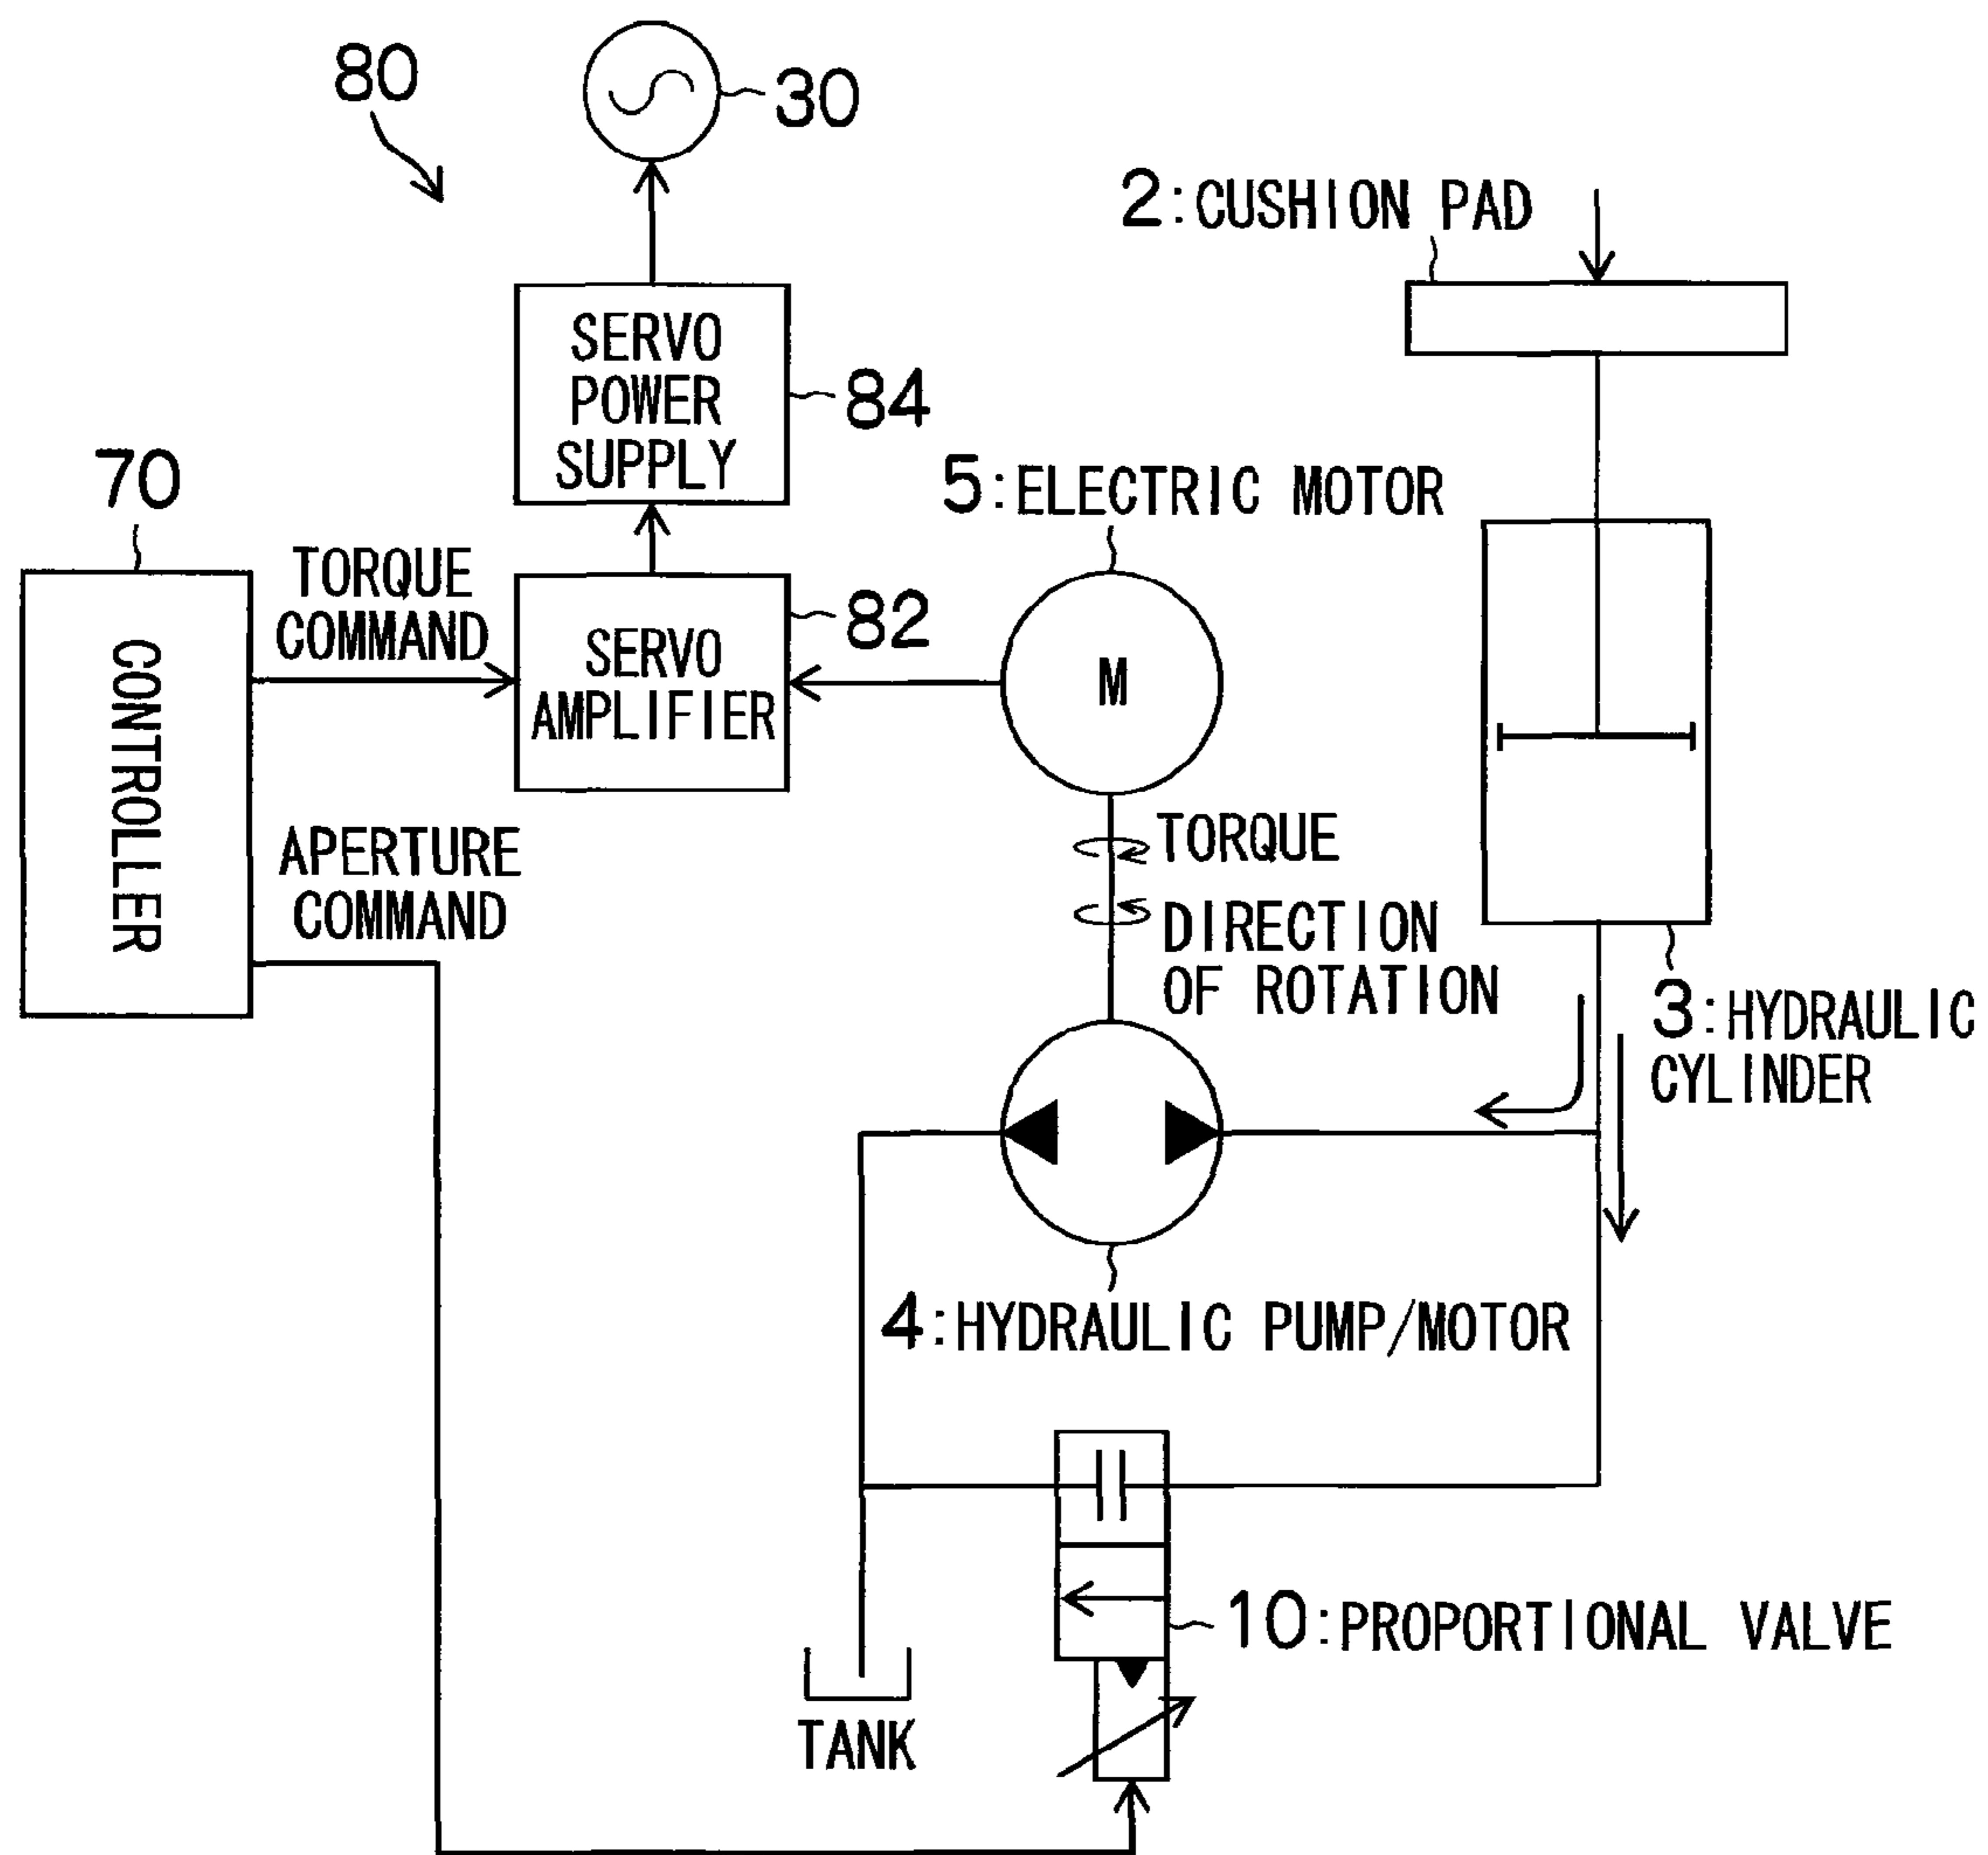 80
30
2:CUSHION PAD
SERVO
POWER
SUPPLY
84
70
5:ELECTRIC MOTOR
TORQUE
COMMAND
82
SERVO
AMPLIFIER
M
CONTROLLER
APERTURE
COMMAND
TORQUE
DIRECTION
OF ROTATION
3:HYDRAULIC
CYLINDER
4:HYDRAULIC PUMP/MOTOR
10:PROPORTIONAL VALVE
TANK